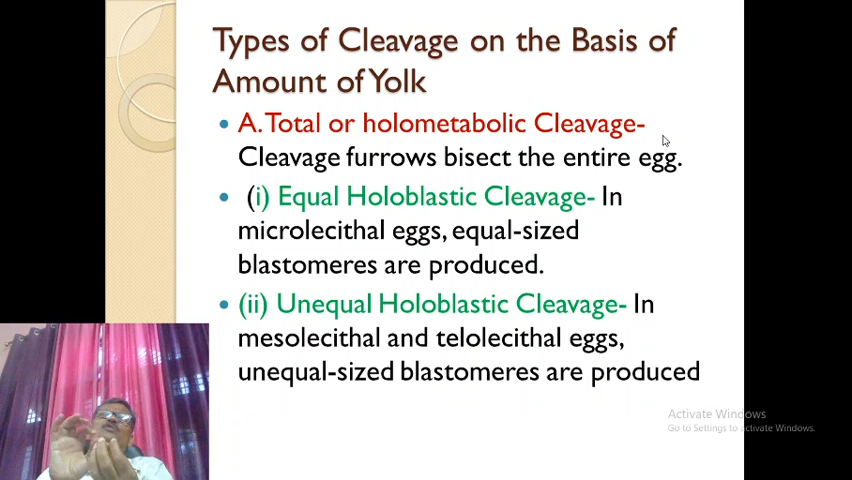 Types of Cleavage on the Basis of
Amount of Yolk
A. Total or holometabolic Cleavage-
Cleavage furrows bisect the entire egg.
(i) Equal Holoblastic Cleavage- In
microlecithal eggs, equal-sized
blastomeres are produced.
(ii) Unequal Holoblastic Cleavage- In
mesolecithal and telolecithal eggs,
unequal-sized blastomeres are produced
Activate Windows
Go to Settings to activate Windows.